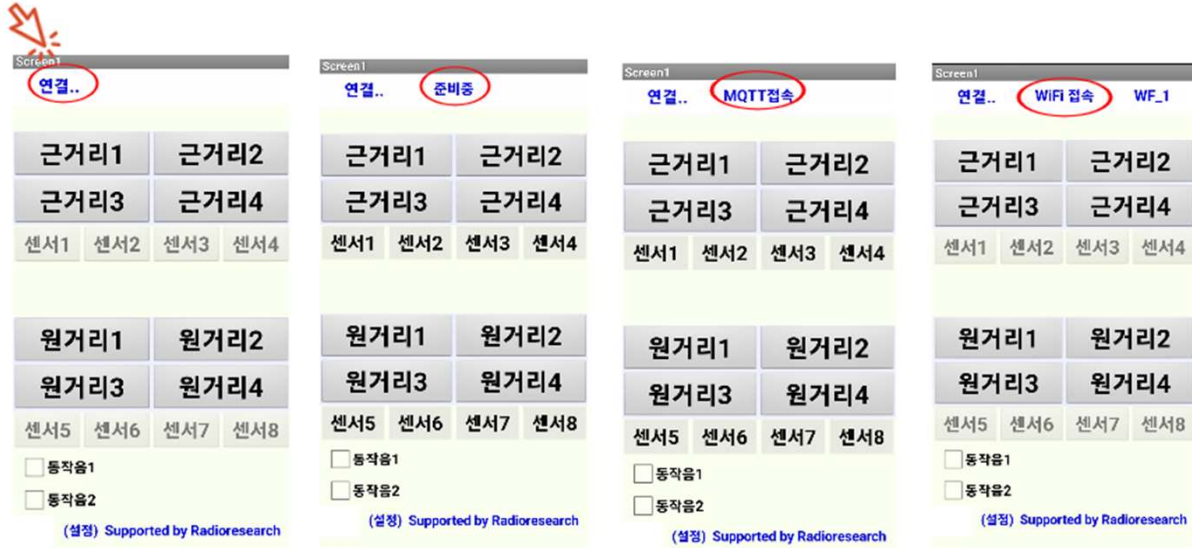 Screen1
연결..
근거리1 근거리2
근거리3 근거리4
센서1 센서2 센서3 센서4
원거리1 원거리2
원거리3 원거리4
센서5 센서6 센서7 센서8
동작음1
동작음2
(설정) Supported by Radioresearch
Screen1
연결.. 준비중
근거리1 근거리2
근거리3 근거리4
센서1 센서2 센서3 센서4
원거리1 원거리2
원거리3 원거리4
센서5 센서6 센서7 센서8
동작음1
동작음2
(설정) Supported by Radioresearch
Screen1
연결.. MQTT접속
근거리1 근거리2
근거리3 근거리4
센서1 센서2 센서3 센서4
원거리1 원거리2
원거리3 원거리4
센서5 센서6 센서7 센서8
동작음1
동작음2
(설정) Supported by Radioresearch
Screen1
연결.. WiFi 접속 WF_1
근거리1 근거리2
근거리3 근거리4
센서1 센서2 센서3 센서4
원거리1 원거리2
원거리3 원거리4
센서5 센서6 센서7 센서8
동작음1
동작음2
(설정) Supported by Radioresearch